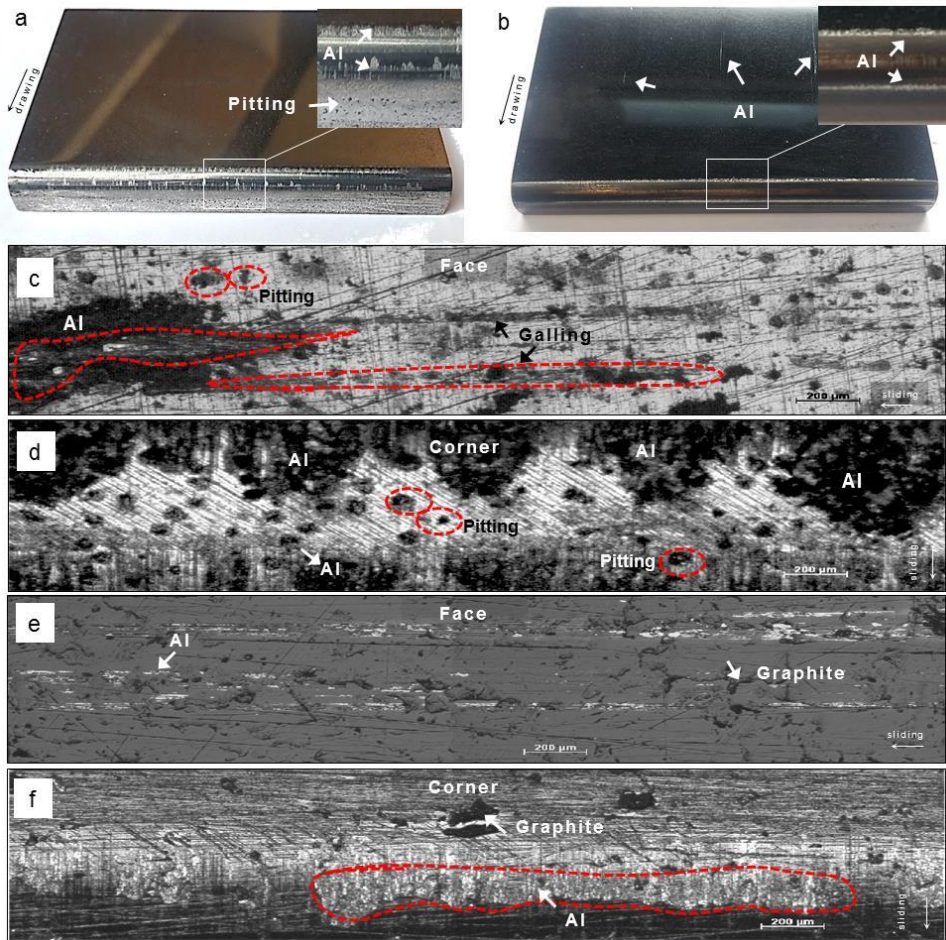 a
Al
drawing
Pitting
b
Al
drawing
Al
c
Face
Pitting
Al
Galling
200 µm
sliding
d
Corner
Al
Al
Al
Pitting
Al
Pitting
200 µm
sliding
e
Face
Al
Graphite
200 µm
sliding
f
Corner
Graphite
Al
200 µm
sliding